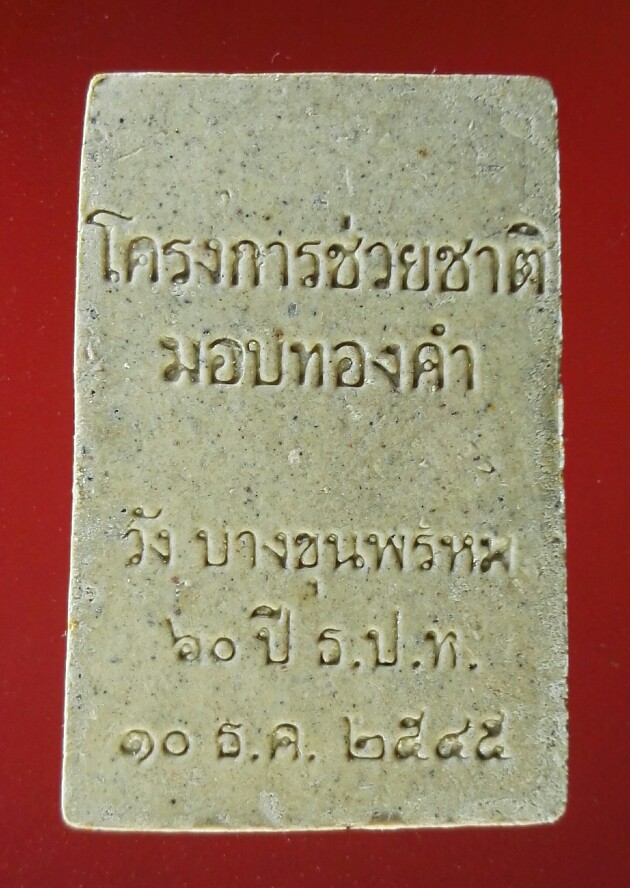 โครงการช่วยชาติ
มอบทองคำ
วัง บางขุนพรหม
๖๐ ปี ธ.ป.ท.
๑๐ ธ.ค. ๒๕๔๕